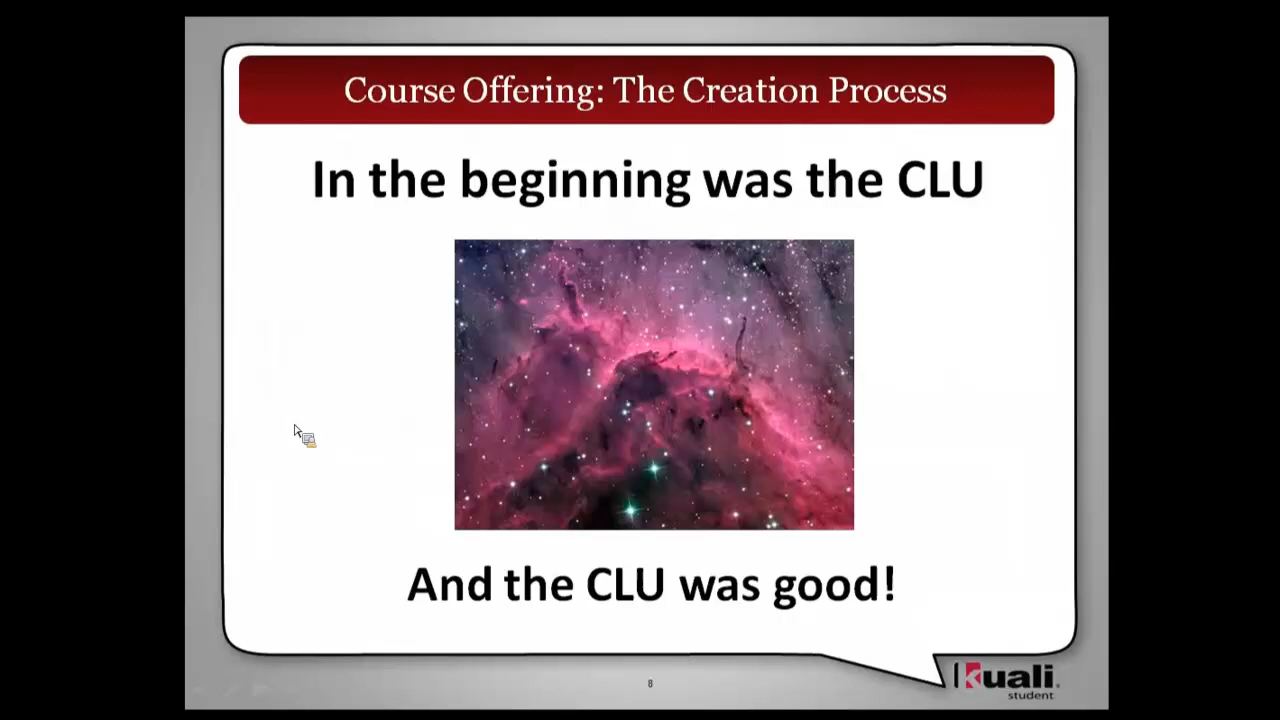 Course Offering: The Creation Process
In the beginning was the CLU
And the CLU was good!
8
Kuali
student